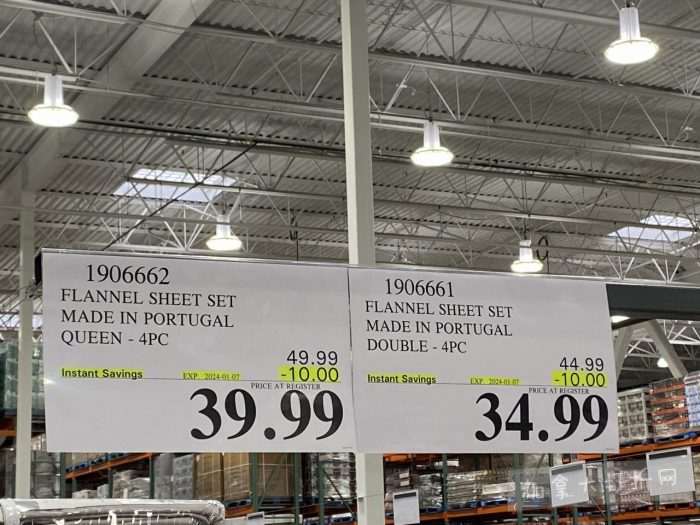 1906662
FLANNEL SHEET SET
MADE IN PORTUGAL
QUEEN - 4PC
49.99
Instant Savings EXP. 2024-01-07 -10.00
PRICE AT REGISTER
39.99
1906661
FLANNEL SHEET SET
MADE IN PORTUGAL
DOUBLE - 4PC
44.99
Instant Savings EXP. 2024-01-07 -10.00
PRICE AT REGISTER
34.99